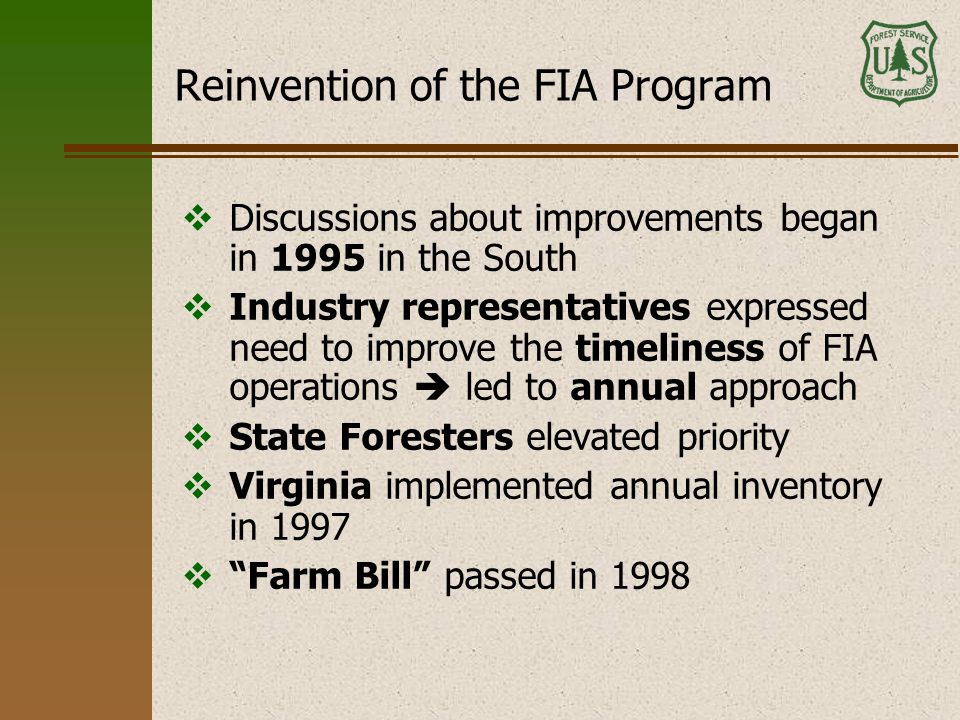 Reinvention of the FIA Program
FOREST SERVICE
U S
DEPARTMENT OF AGRICULTURE
❖ Discussions about improvements began
in 1995 in the South
❖ Industry representatives expressed
need to improve the timeliness of FIA
operations ➔ led to annual approach
❖ State Foresters elevated priority
❖ Virginia implemented annual inventory
in 1997
❖ “Farm Bill” passed in 1998